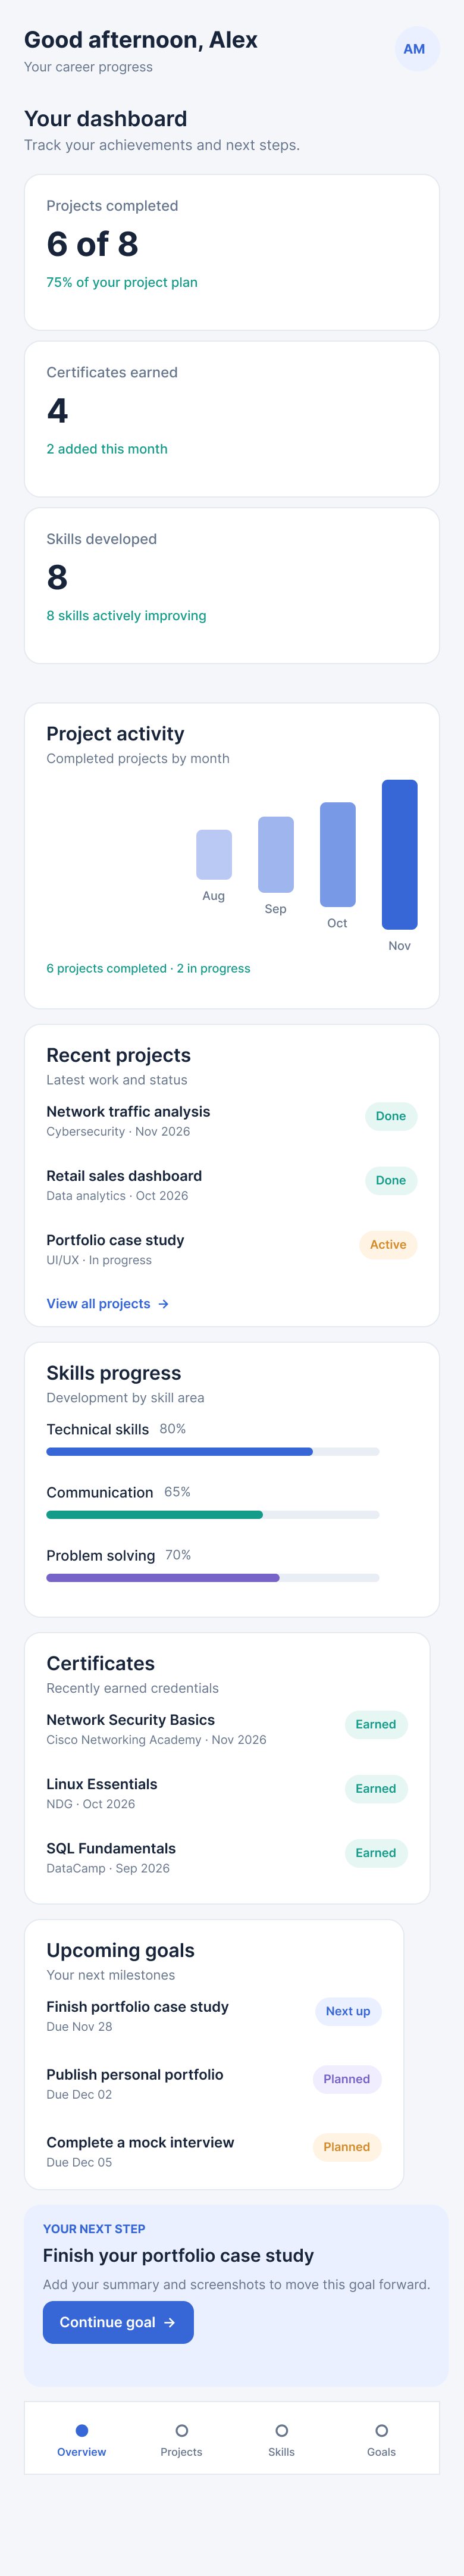 Good afternoon, Alex
AM
Your career progress
Your dashboard
Track your achievements and next steps.
Projects completed
6 of 8
75% of your project plan
Certificates earned
4
2 added this month
Skills developed
8
8 skills actively improving
Project activity
Completed projects by month
Aug
Sep
Oct
Nov
6 projects completed · 2 in progress
Recent projects
Latest work and status
Network traffic analysis
Done
Cybersecurity · Nov 2026
Retail sales dashboard
Done
Data analytics · Oct 2026
Portfolio case study
Active
UI/UX · In progress
View all projects →
Skills progress
Development by skill area
Technical skills 80%
Communication 65%
Problem solving 70%
Certificates
Recently earned credentials
Network Security Basics
Earned
Cisco Networking Academy · Nov 2026
Linux Essentials
Earned
NDG · Oct 2026
SQL Fundamentals
Earned
DataCamp · Sep 2026
Upcoming goals
Your next milestones
Finish portfolio case study
Next up
Due Nov 28
Publish personal portfolio
Planned
Due Dec 02
Complete a mock interview
Planned
Due Dec 05
YOUR NEXT STEP
Finish your portfolio case study
Add your summary and screenshots to move this goal forward.
Continue goal →
Overview
Projects
Skills
Goals